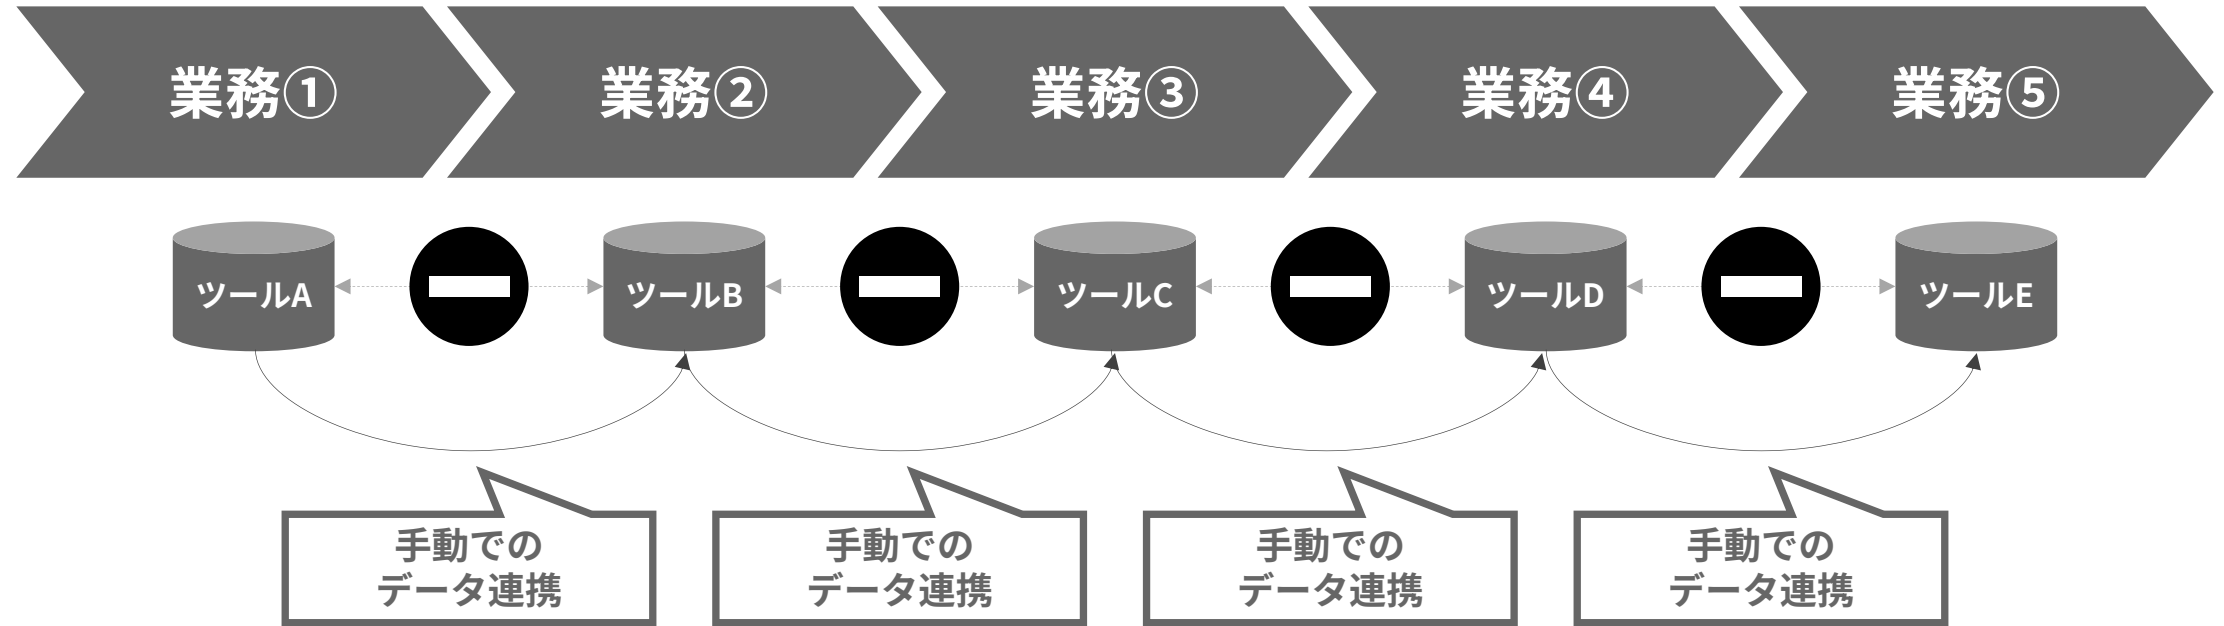 業務①
業務②
業務③
業務④
業務⑤
ツールA
ツールB
ツールC
ツールD
ツールE
手動での
データ連携
手動での
データ連携
手動での
データ連携
手動での
データ連携